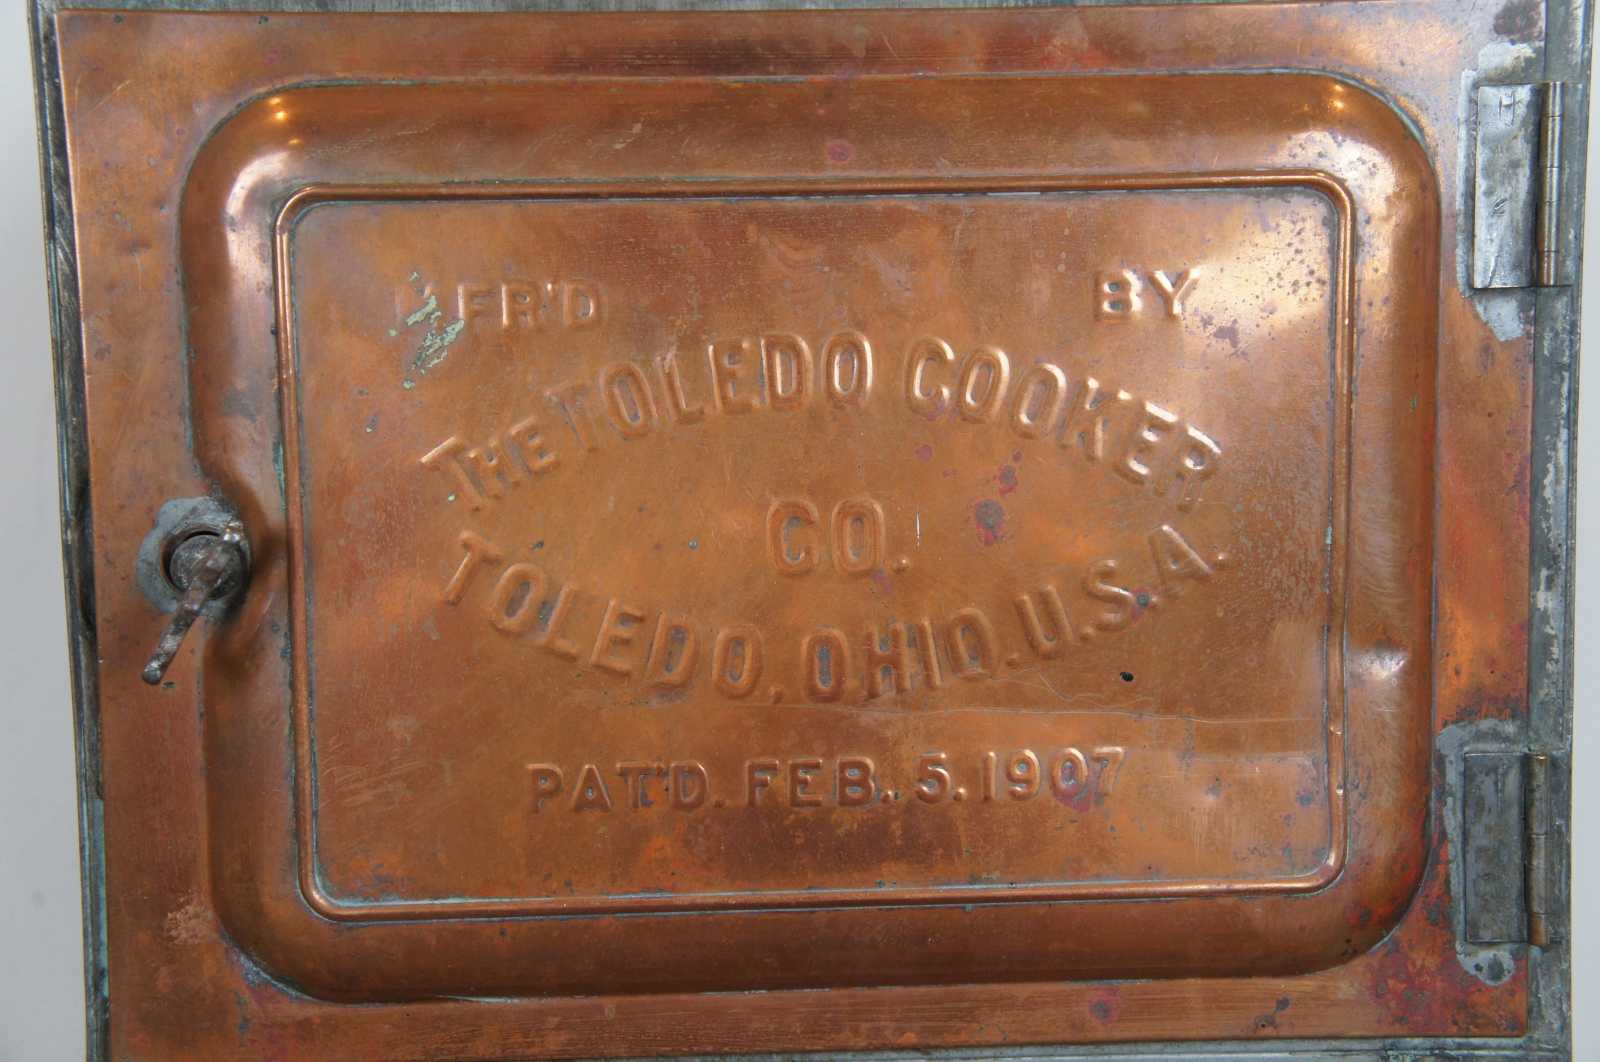 MFR'D BY
THE TOLEDO COOKER
CO.
TOLEDO, OHIO. U.S.A.
PAT'D. FEB. 5. 1907